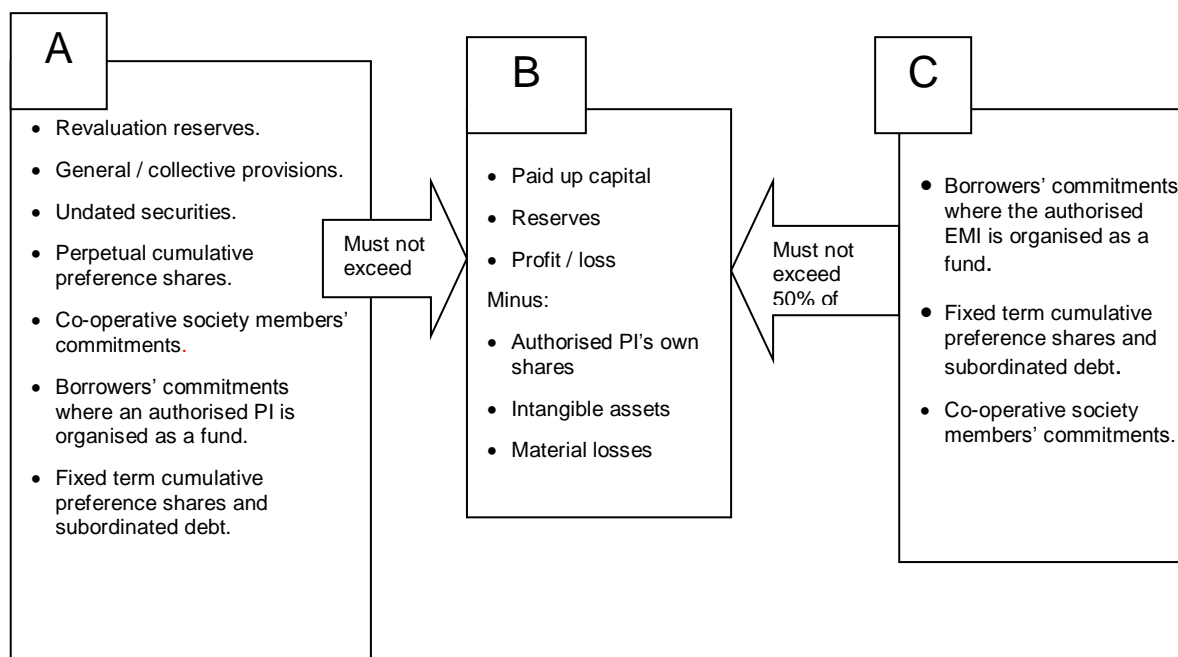 A
• Revaluation reserves.
• General / collective provisions.
• Undated securities.
• Perpetual cumulative
preference shares.
• Co-operative society members’
commitments.
• Borrowers’ commitments
where an authorised PI is
organised as a fund.
• Fixed term cumulative
preference shares and
subordinated debt.
Must not
exceed
B
• Paid up capital
• Reserves
• Profit / loss
Minus:
• Authorised PI’s own
shares
• Intangible assets
• Material losses
Must not
exceed
50% of
C
• Borrowers’ commitments
where the authorised
EMI is organised as a
fund.
• Fixed term cumulative
preference shares and
subordinated debt.
• Co-operative society
members’ commitments.